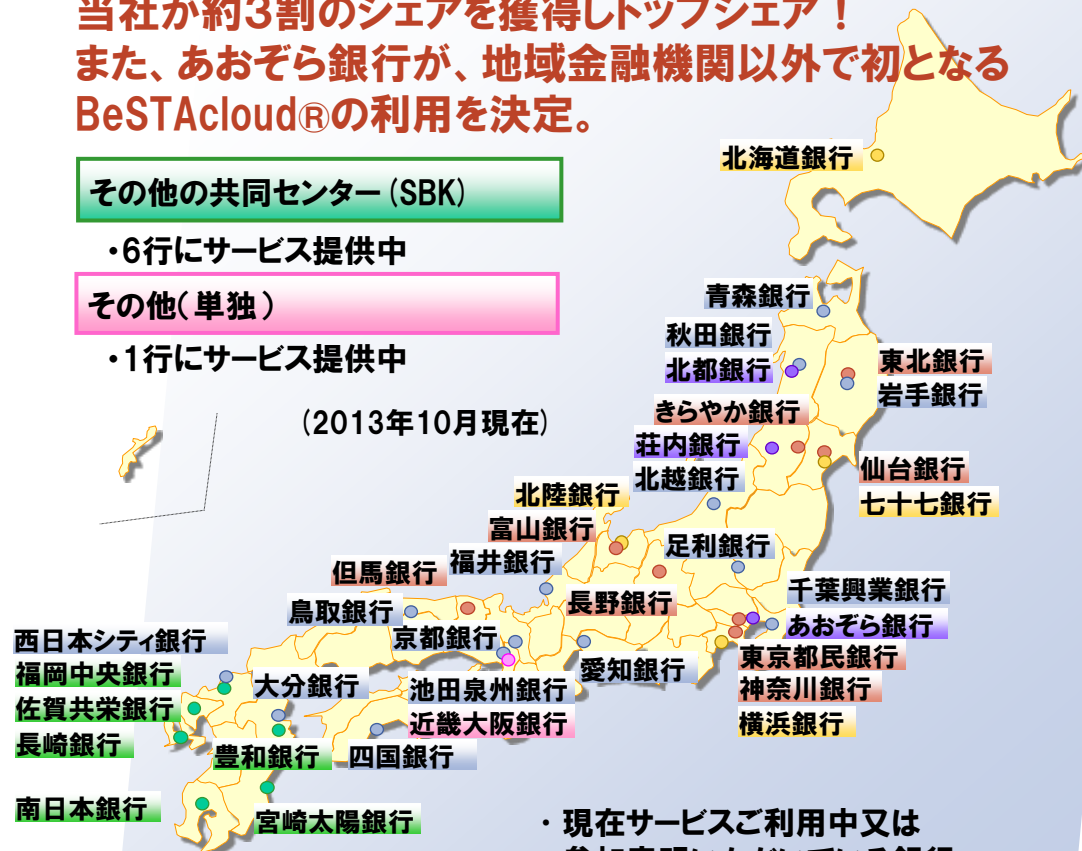 当社が約3割のシェアを獲得しトップシェア！
また、あおぞら銀行が、地域金融機関以外で初となる
BeSTAcloud®の利用を決定。
その他の共同センター(SBK)
・6行にサービス提供中
その他(単独)
・1行にサービス提供中
(2013年10月現在)
北海道銀行
青森銀行
秋田銀行
北都銀行
東北銀行
岩手銀行
きらやか銀行
荘内銀行
北越銀行
仙台銀行
七十七銀行
北陸銀行
富山銀行
福井銀行
足利銀行
但馬銀行
鳥取銀行
長野銀行
千葉興業銀行
あおぞら銀行
京都銀行
愛知銀行
東京都民銀行
神奈川銀行
横浜銀行
西日本シティ銀行
福岡中央銀行
佐賀共栄銀行
長崎銀行
大分銀行
池田泉州銀行
近畿大阪銀行
豊和銀行
四国銀行
南日本銀行
宮崎太陽銀行
・現在サービスご利用中又は